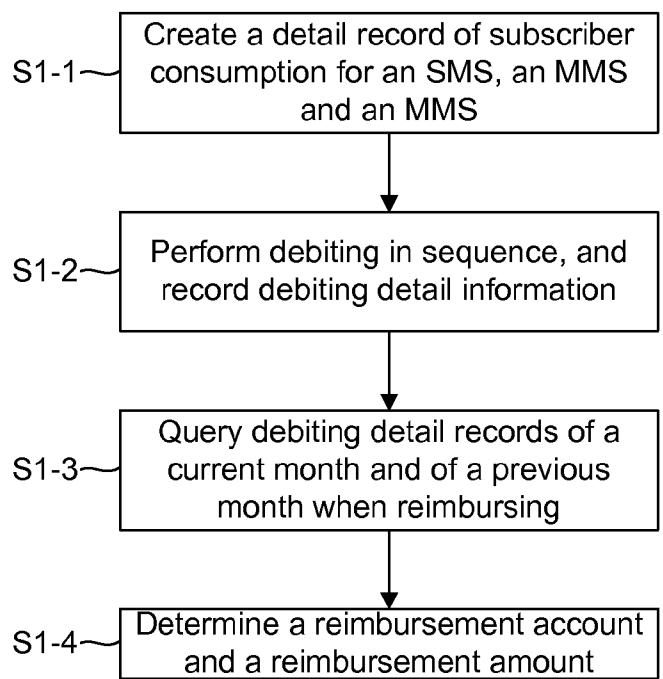 S1-1
Create a detail record of subscriber
consumption for an SMS, an MMS
and an MMS
S1-2
Perform debiting in sequence, and
record debiting detail information
S1-3
Query debiting detail records of a
current month and of a previous
month when reimbursing
S1-4
Determine a reimbursement account
and a reimbursement amount